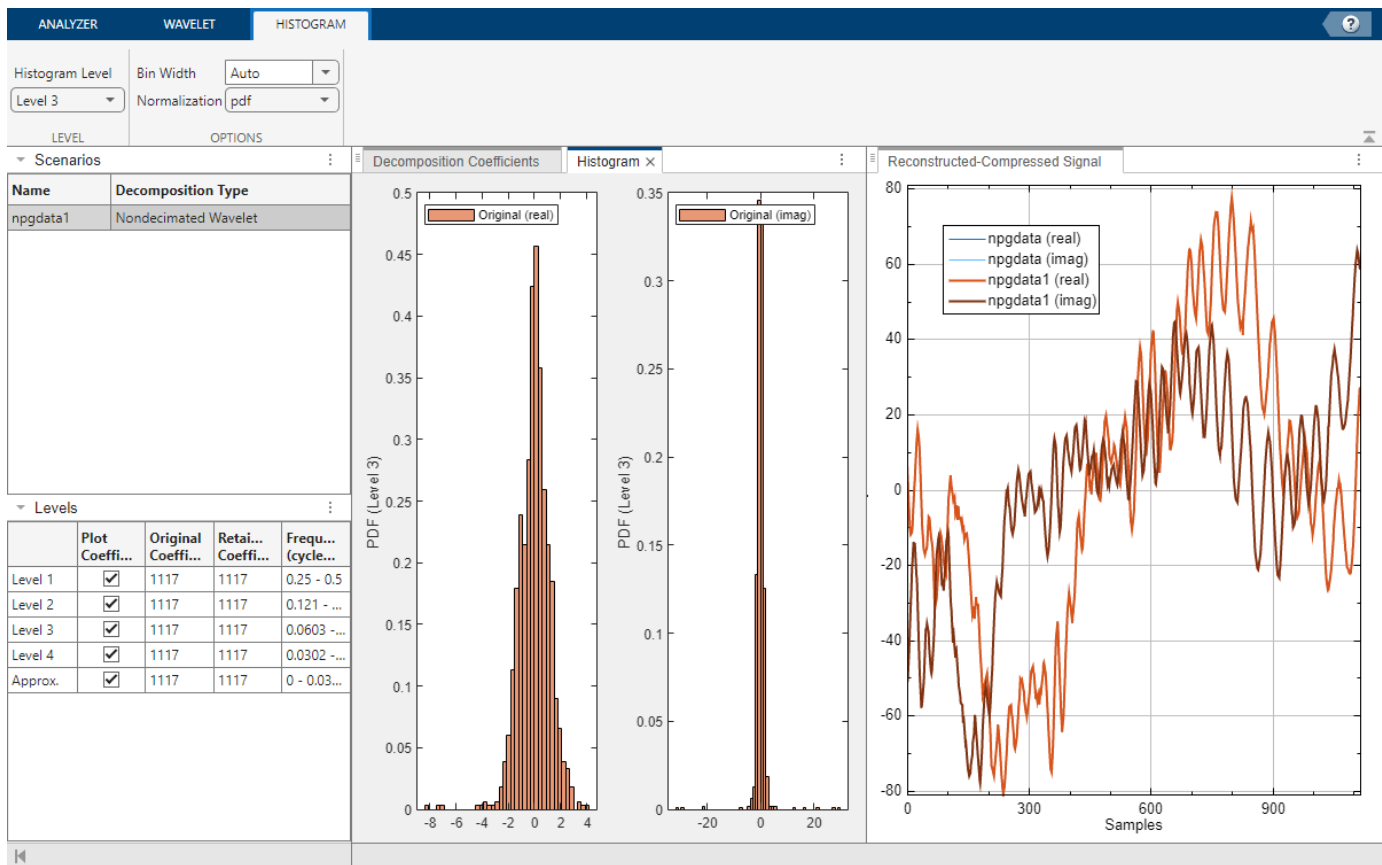 ANALYZER WAVELET HISTOGRAM
?
Histogram Level
Level 3
LEVEL
Bin Width Auto
Normalization pdf
OPTIONS
Scenarios
Name Decomposition Type
npgdata1 Nondecimated Wavelet
Levels
Plot Coeffi... Original Coeffi... Retai... Coeffi... Frequ... (cycle...
Level 1 1117 1117 0.25 - 0.5
Level 2 1117 1117 0.121 - ...
Level 3 1117 1117 0.0603 -...
Level 4 1117 1117 0.0302 -...
Approx. 1117 1117 0 - 0.03...
Decomposition Coefficients Histogram ×
Original (real)
PDF (Level 3)
0.5
0.45
0.4
0.35
0.3
0.25
0.2
0.15
0.1
0.05
0
-8 -6 -4 -2 0 2 4
Original (imag)
PDF (Level 3)
0.35
0.3
0.25
0.2
0.15
0.1
0.05
0
-20 0 20
Reconstructed-Compressed Signal
npgdata (real)
npgdata (imag)
npgdata1 (real)
npgdata1 (imag)
80
60
40
20
0
-20
-40
-60
-80
0 300 600 900
Samples